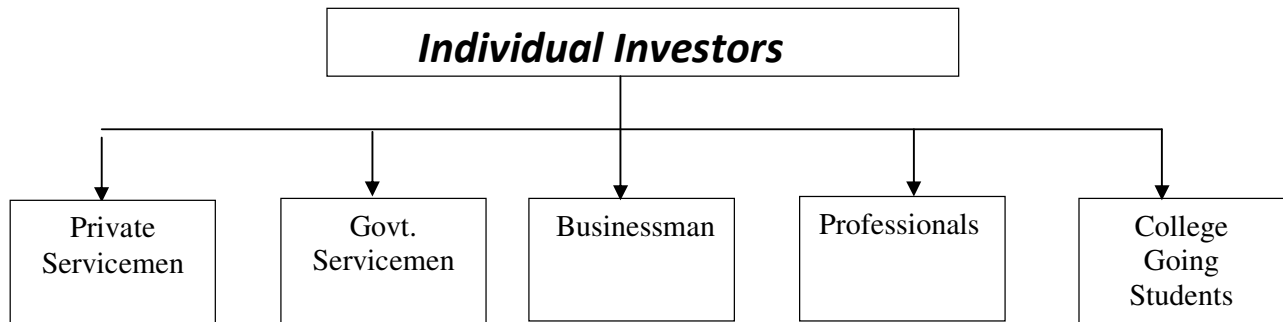 Individual Investors
Private
Servicemen
Govt.
Servicemen
Businessman
Professionals
College
Going
Students